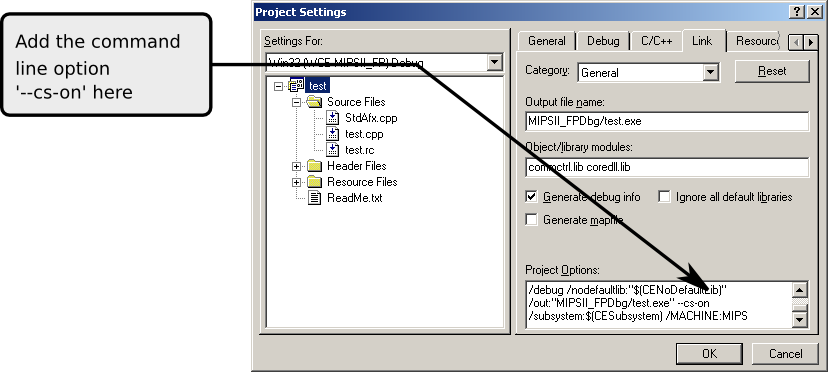 Add the command
line option
'--cs-on' here
Project Settings
Settings For:
Win32 (WCE MIPSII_FP) Debug
test
Source Files
StdAfx.cpp
test.cpp
test.rc
Header Files
Resource Files
ReadMe.txt
General Debug C/C++ Link Resourc
Category: General Reset
Output file name:
MIPSII_FPDbg/test.exe
Object/library modules:
commctrl.lib coredll.lib
Generate debug info Ignore all default libraries
Generate mapfile
Project Options:
/debug /nodefaultlib:"$(CENoDefaultLib)"
/out:"MIPSII_FPDbg/test.exe" --cs-on
/subsystem:$(CESubsystem) /MACHINE:MIPS
OK Cancel